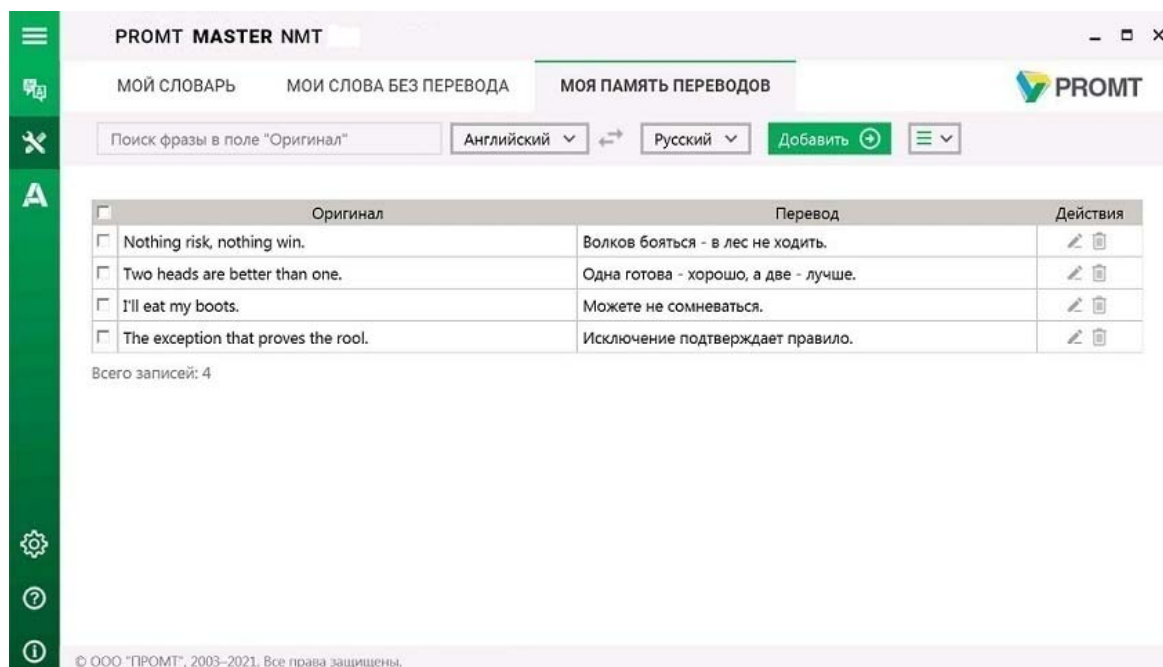 PROMT MASTER NMT
МОЙ СЛОВАРЬ МОИ СЛОВА БЕЗ ПЕРЕВОДА МОЯ ПАМЯТЬ ПЕРЕВОДОВ PROMT
Поиск фразы в поле "Оригинал" Английский Русский Добавить
Оригинал Перевод Действия
Nothing risk, nothing win. Волков бояться - в лес не ходить.
Two heads are better than one. Одна готова - хорошо, а две - лучше.
I'll eat my boots. Можете не сомневаться.
The exception that proves the rool. Исключение подтверждает правило.
Всего записей: 4
© ООО "ПРОМТ", 2003–2021. Все права защищены.